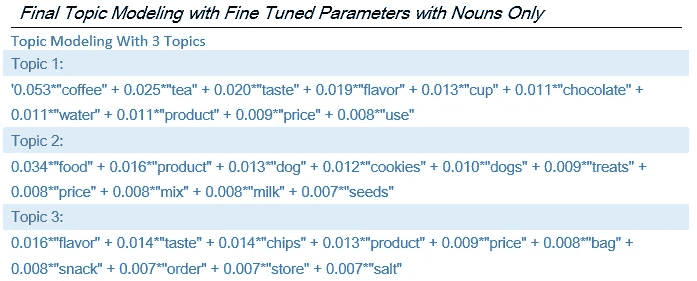 Final Topic Modeling with Fine Tuned Parameters with Nouns Only
Topic Modeling With 3 Topics
Topic 1:
'0.053*"coffee" + 0.025*"tea" + 0.020*"taste" + 0.019*"flavor" + 0.013*"cup" + 0.011*"chocolate" +
0.011*"water" + 0.011*"product" + 0.009*"price" + 0.008*"use"
Topic 2:
0.034*"food" + 0.016*"product" + 0.013*"dog" + 0.012*"cookies" + 0.010*"dogs" + 0.009*"treats" +
0.008*"price" + 0.008*"mix" + 0.008*"milk" + 0.007*"seeds"
Topic 3:
0.016*"flavor" + 0.014*"taste" + 0.014*"chips" + 0.013*"product" + 0.009*"price" + 0.008*"bag" +
0.008*"snack" + 0.007*"order" + 0.007*"store" + 0.007*"salt"